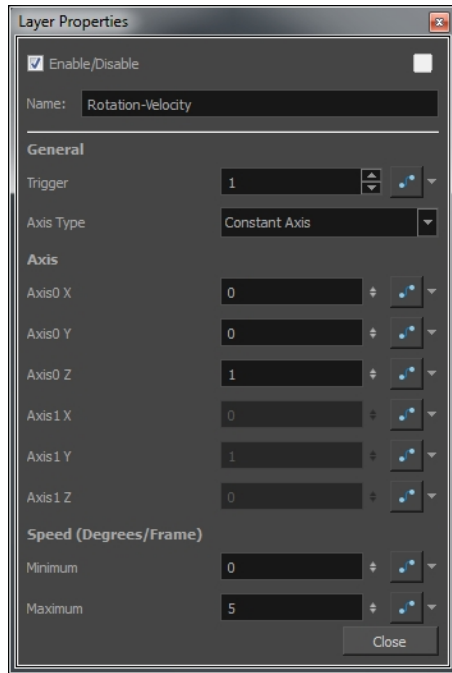 Layer Properties
Enable/Disable
Name: Rotation-Velocity
General
Trigger 1
Axis Type Constant Axis
Axis
Axis0 X 0
Axis0 Y 0
Axis0 Z 1
Axis1 X 0
Axis1 Y 1
Axis1 Z 0
Speed (Degrees/Frame)
Minimum 0
Maximum 5
Close